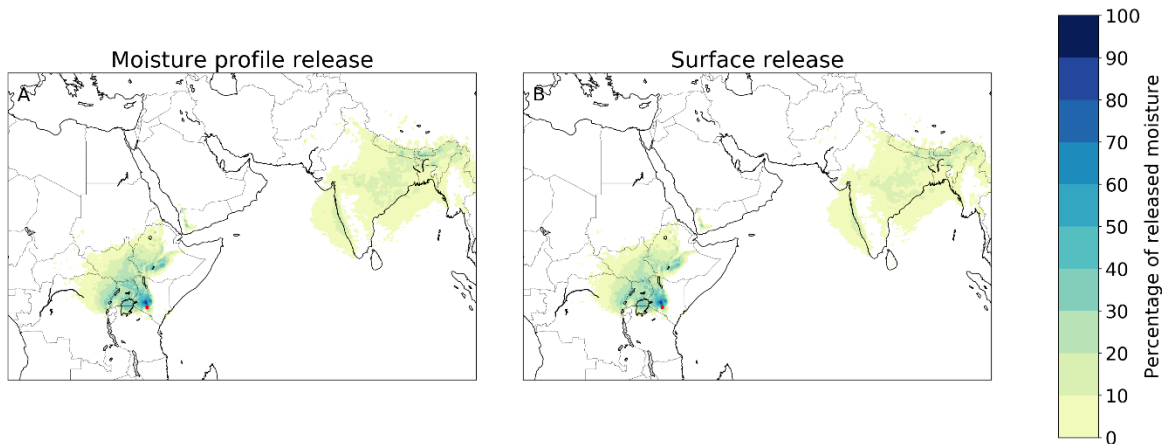 Moisture profile release
A
Surface release
B
100
90
80
70
60
50
40
30
20
10
0
Percentage of released moisture